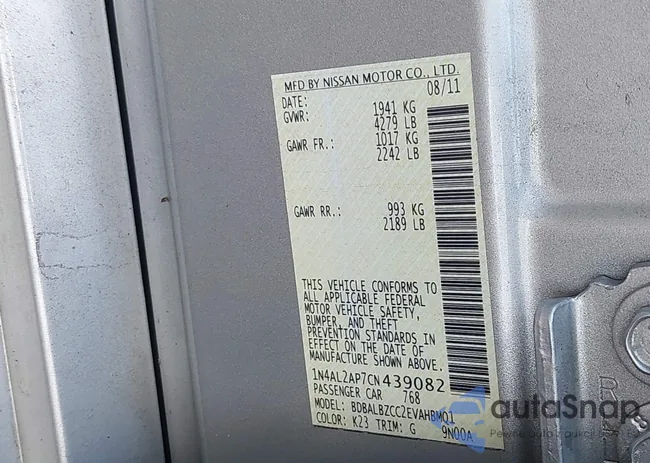 MFD BY NISSAN MOTOR CO., LTD.
DATE: 08/11
GVWR: 1941 KG
4279 LB
GAWR FR.: 1017 KG
2242 LB
GAWR RR.: 993 KG
2189 LB
THIS VEHICLE CONFORMS TO
ALL APPLICABLE FEDERAL
MOTOR VEHICLE SAFETY,
BUMPER, AND THEFT
PREVENTION STANDARDS IN
EFFECT ON THE DATE OF
MANUFACTURE SHOWN ABOVE.
1N4AL2AP7CN439082
PASSENGER CAR 768
MODEL: BDBALBZCC2EVAHBMQ1
COLOR: K23 TRIM: G 9N00A
autoSnap